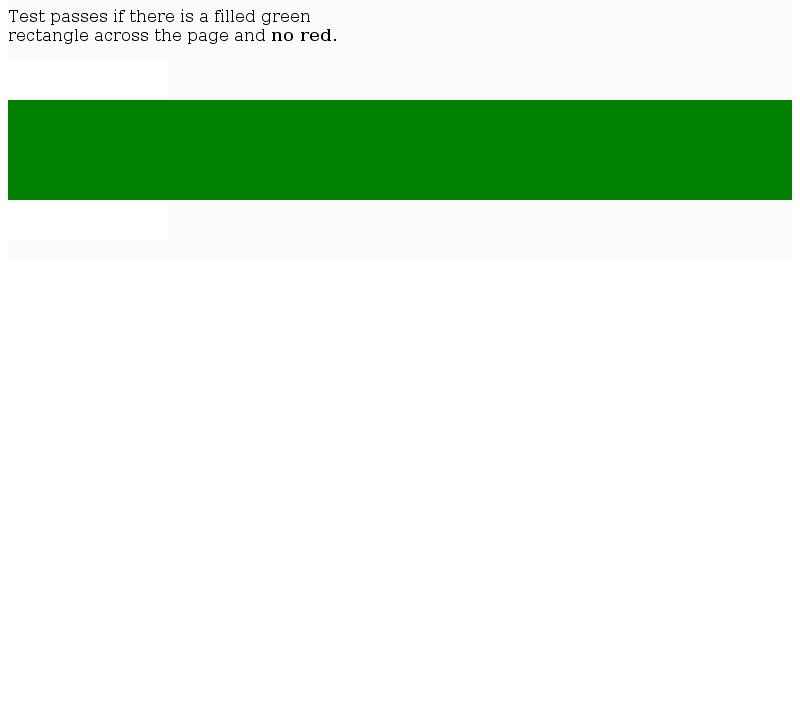 Test passes if there is a filled green
rectangle across the page and no red.